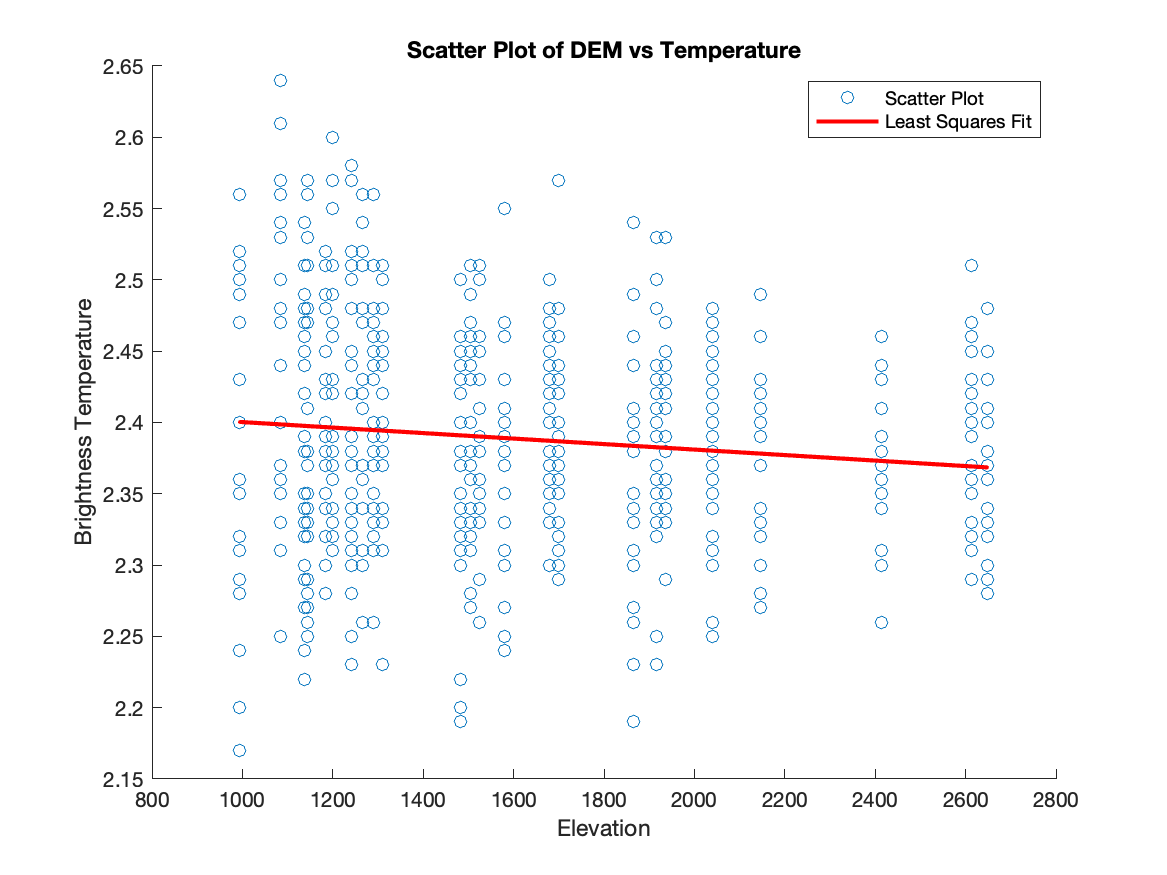 Scatter Plot of DEM vs Temperature
Scatter Plot
Least Squares Fit
Brightness Temperature
2.65
2.6
2.55
2.5
2.45
2.4
2.35
2.3
2.25
2.2
2.15
800 1000 1200 1400 1600 1800 2000 2200 2400 2600 2800
Elevation